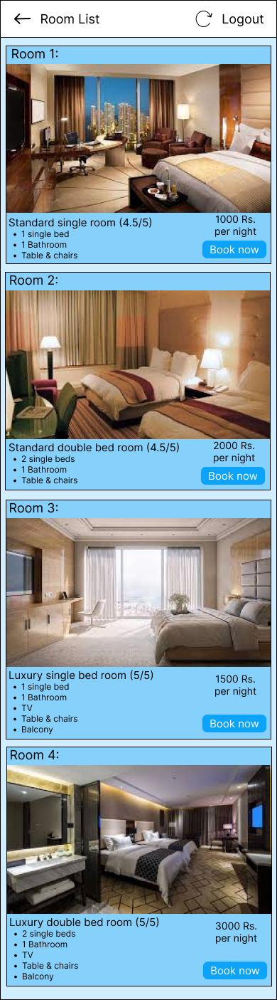 Room List
Logout
Room 1:
Standard single room (4.5/5)
• 1 single bed
• 1 Bathroom
• Table & chairs
1000 Rs.
per night
Book now
Room 2:
Standard double bed room (4.5/5)
• 2 single beds
• 1 Bathroom
• Table & chairs
2000 Rs.
per night
Book now
Room 3:
Luxury single bed room (5/5)
• 1 single bed
• 1 Bathroom
• TV
• Table & chairs
• Balcony
1500 Rs.
per night
Book now
Room 4:
Luxury double bed room (5/5)
• 2 single beds
• 1 Bathroom
• TV
• Table & chairs
• Balcony
3000 Rs.
per night
Book now